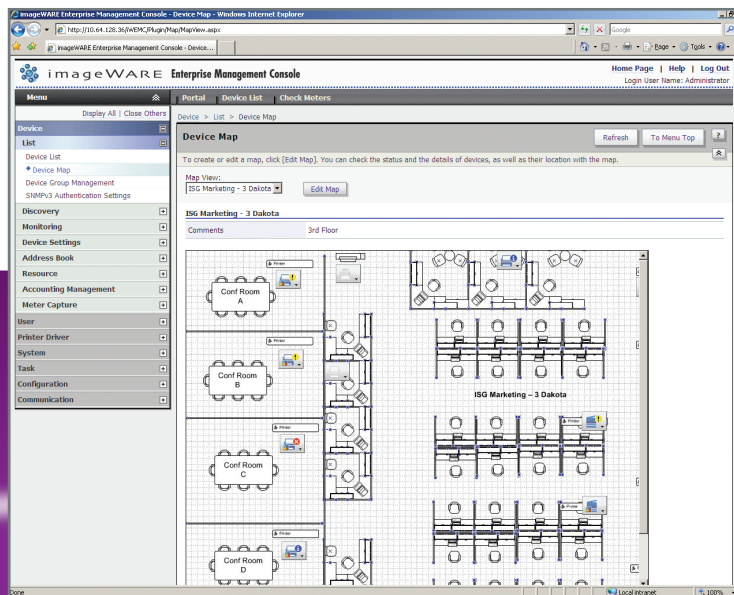 imageWARE Enterprise Management Console - Device Map - Windows Internet Explorer
http://10.64.128.36/iWEMC/Plugin/Map/MapView.aspx
Google
imageWARE Enterprise Management Console - Device...
Page
Tools
imageWARE Enterprise Management Console
Home Page | Help | Log Out
Login User Name: Administrator
Menu
Portal
Device List
Check Meters
Display All | Close Others
Device > List > Device Map
Device
List
Device List
Device Map
Device Group Management
SNMPv3 Authentication Settings
Discovery
Monitoring
Device Settings
Address Book
Resource
Accounting Management
Meter Capture
User
Printer Driver
System
Task
Configuration
Communication
Device Map
Refresh
To Menu Top
?
To create or edit a map, click [Edit Map]. You can check the status and the details of devices, as well as their location with the map.
Map View:
ISG Marketing - 3 Dakota
Edit Map
ISG Marketing - 3 Dakota
Comments
3rd Floor
Printer
Conf Room
A
Printer
Conf Room
B
ISG Marketing – 3 Dakota
Printer
Printer
Conf Room
C
Printer
Printer
Conf Room
D
Done
Local intranet
100%